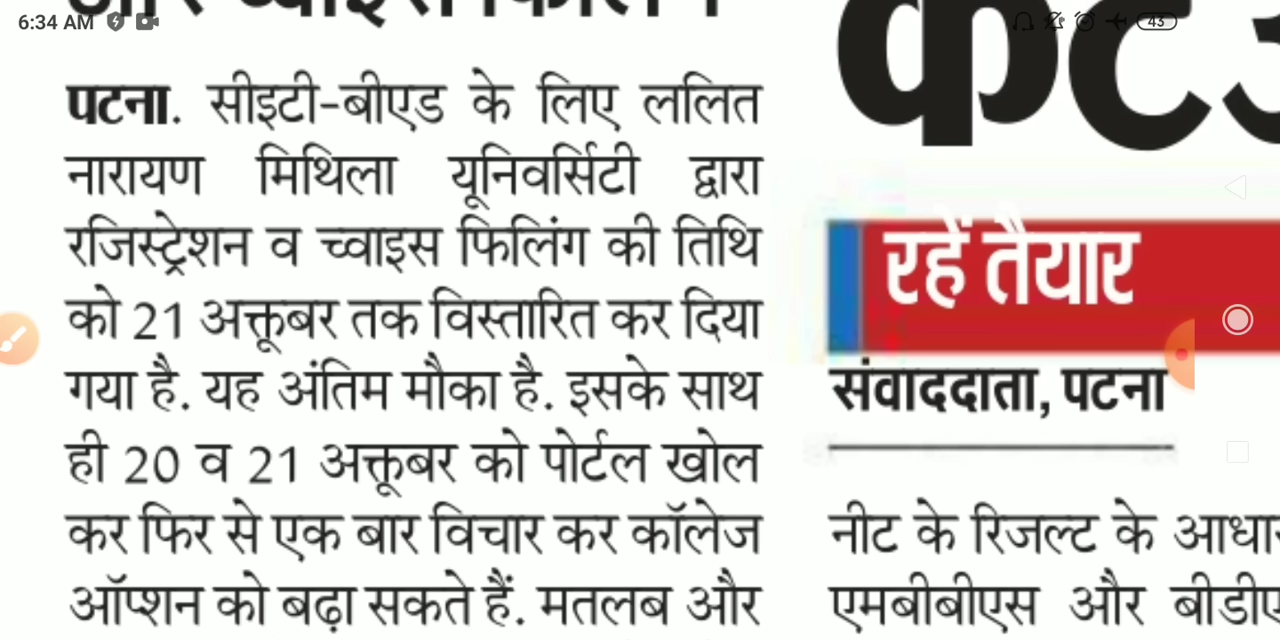 6:34 AM
43
पटना. सीइटी-बीएड के लिए ललित
नारायण मिथिला यूनिवर्सिटी द्वारा
रजिस्ट्रेशन व च्वाइस फिलिंग की तिथि
को 21 अक्तूबर तक विस्तारित कर दिया
गया है. यह अंतिम मौका है. इसके साथ
ही 20 व 21 अक्तूबर को पोर्टल खोल
कर फिर से एक बार विचार कर कॉलेज
ऑप्शन को बढ़ा सकते हैं. मतलब और
रहें तैयार
संवाददाता, पटना
नीट के रिजल्ट के
एमबीबीएस और